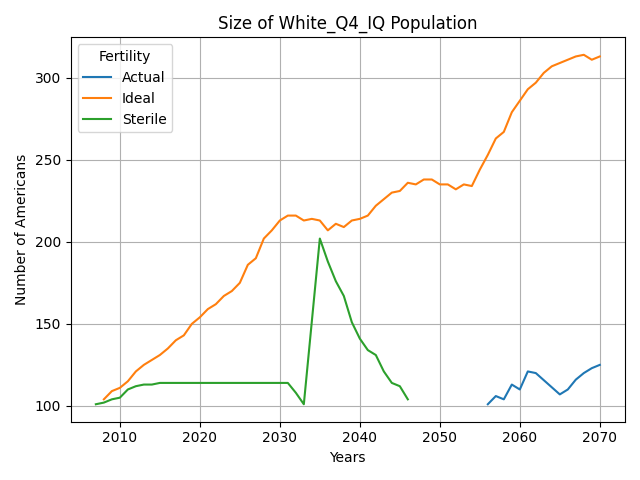 Size of White_Q4_IQ Population
Fertility
Actual
Ideal
Sterile
Number of Americans
300
250
200
150
100
2010 2020 2030 2040 2050 2060 2070
Years